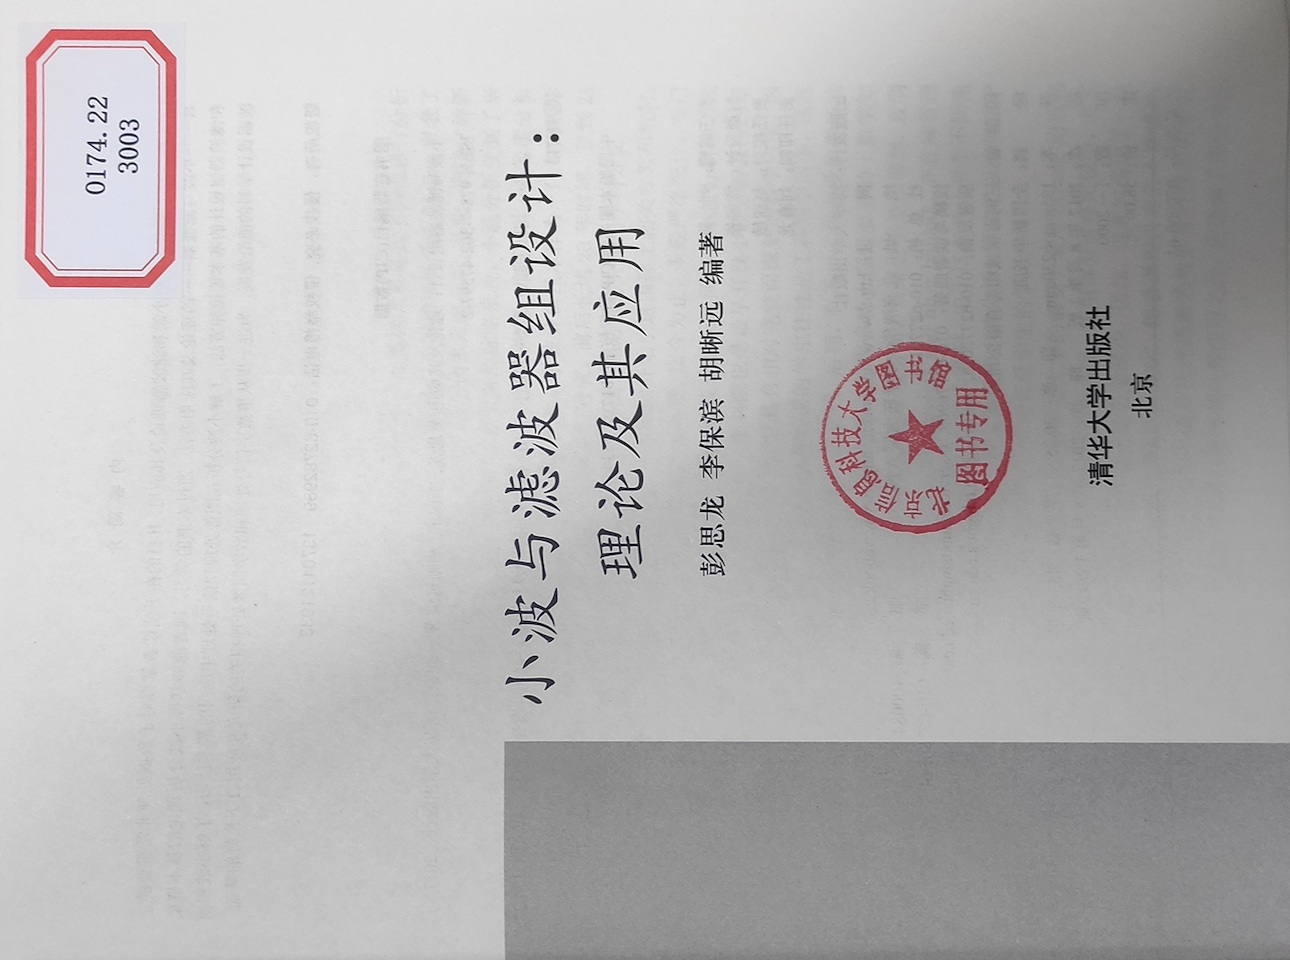 0174.22
3003
小波与滤波器组设计：
理论及其应用
彭思龙 李保滨 胡晰远 编著
信息科技大学图书馆
图书专用
清华大学出版社
北京